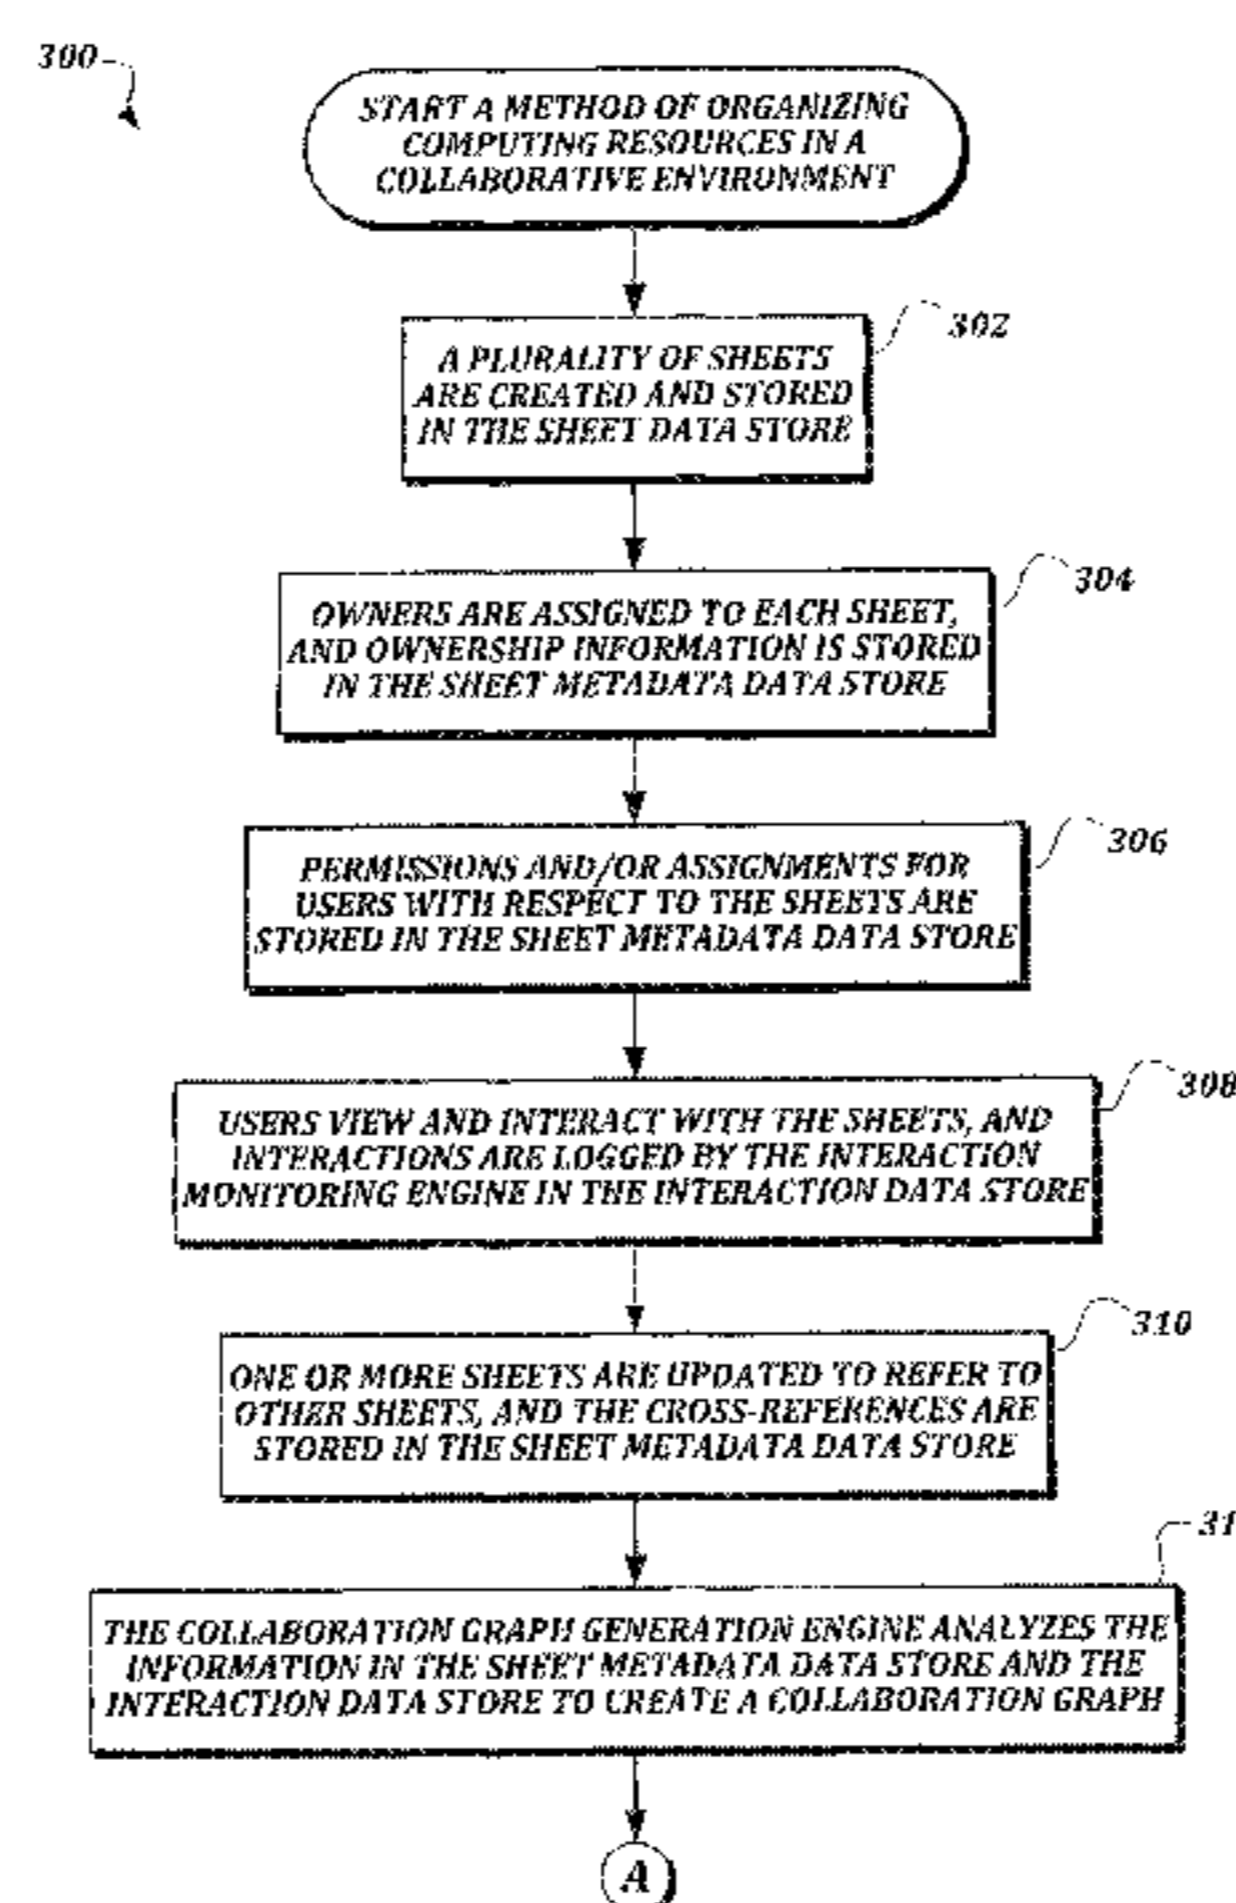 300
START A METHOD OF ORGANIZING
COMPUTING RESOURCES IN A
COLLABORATIVE ENVIRONMENT
302
A PLURALITY OF SHEETS
ARE CREATED AND STORED
IN THE SHEET DATA STORE
304
OWNERS ARE ASSIGNED TO EACH SHEET,
AND OWNERSHIP INFORMATION IS STORED
IN THE SHEET METADATA DATA STORE
306
PERMISSIONS AND/OR ASSIGNMENTS FOR
USERS WITH RESPECT TO THE SHEETS ARE
STORED IN THE SHEET METADATA DATA STORE
308
USERS VIEW AND INTERACT WITH THE SHEETS, AND
INTERACTIONS ARE LOGGED BY THE INTERACTION
MONITORING ENGINE IN THE INTERACTION DATA STORE
310
ONE OR MORE SHEETS ARE UPDATED TO REFER TO
OTHER SHEETS, AND THE CROSS-REFERENCES ARE
STORED IN THE SHEET METADATA DATA STORE
31
THE COLLABORATION GRAPH GENERATION ENGINE ANALYZES THE
INFORMATION IN THE SHEET METADATA DATA STORE AND THE
INTERACTION DATA STORE TO CREATE A COLLABORATION GRAPH
A